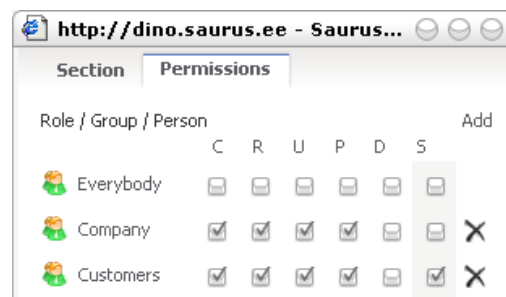 http://dino.saurus.ee - Saurus...
Section Permissions
Role / Group / Person Add
C R U P D S
Everybody
Company
Customers